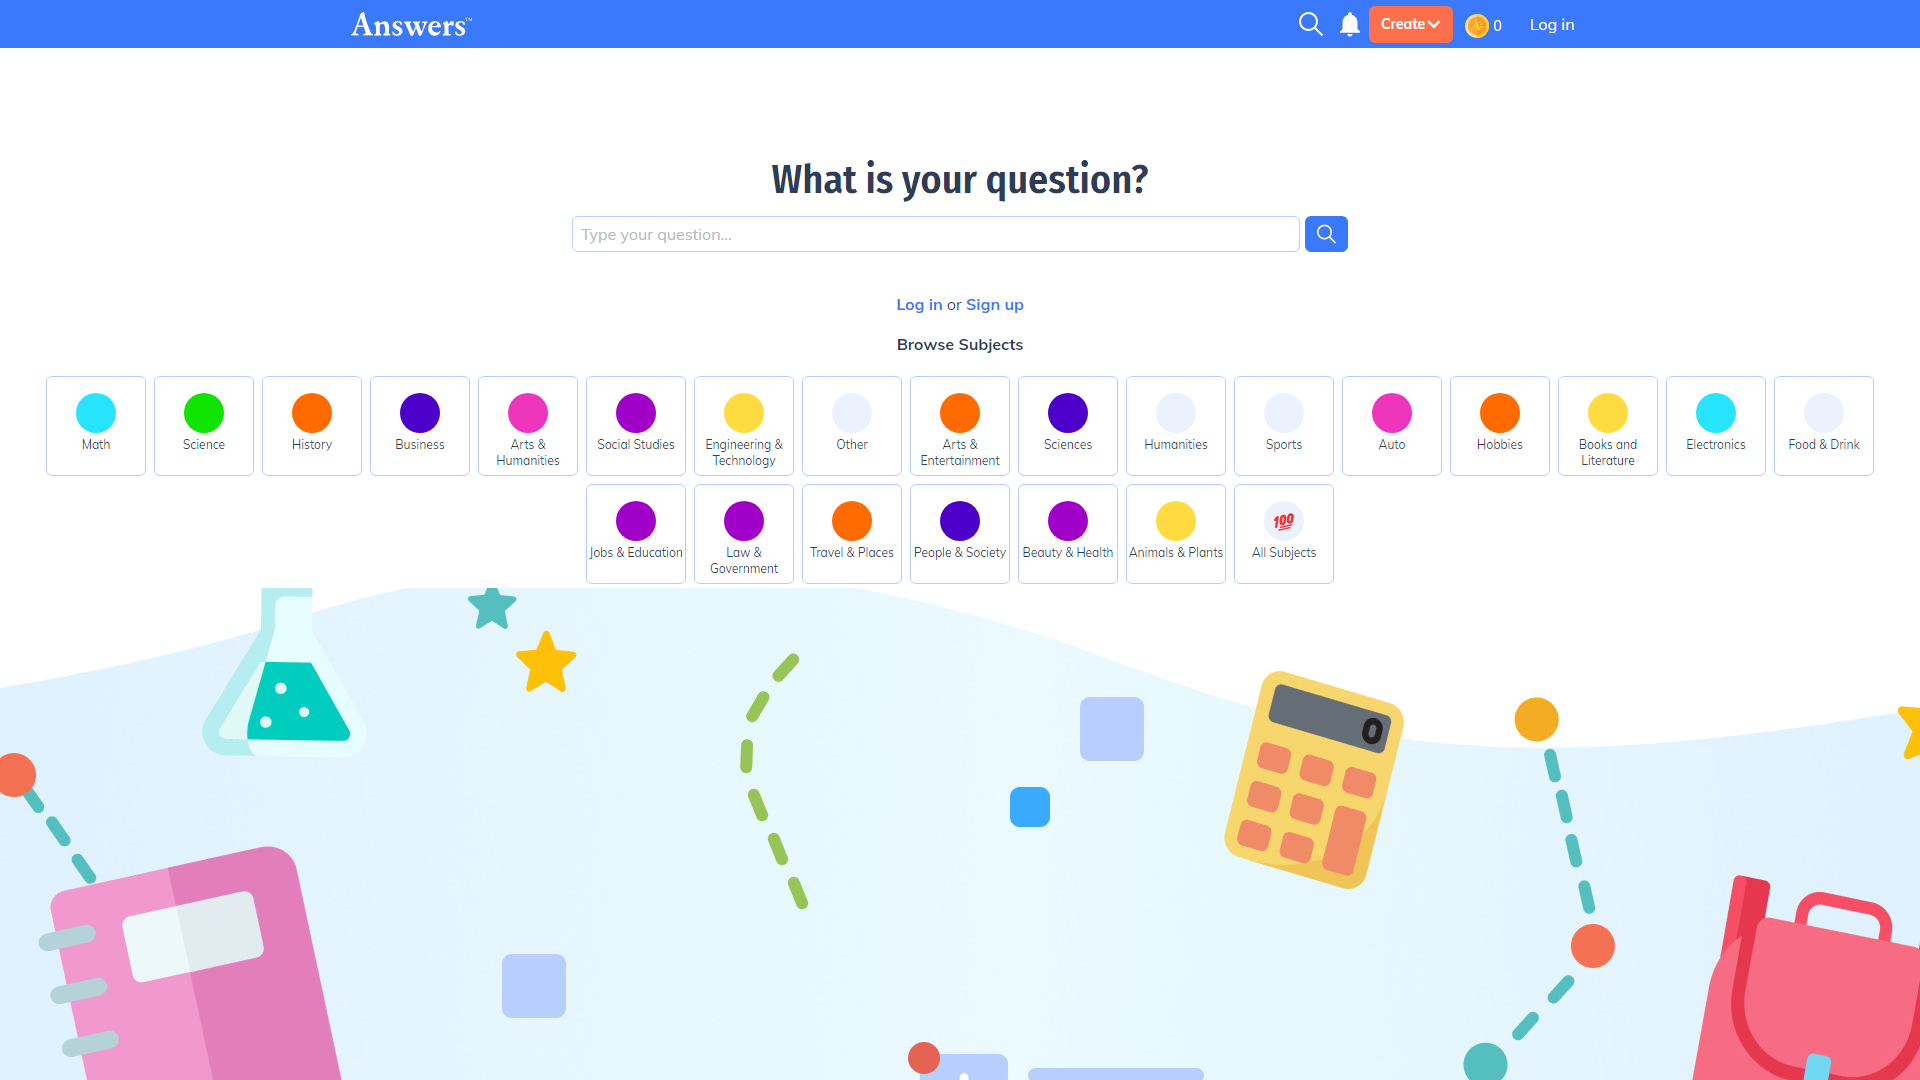 Answers™
Create
0
Log in
What is your question?
Type your question...
Log in or Sign up
Browse Subjects
Math
Science
History
Business
Arts &
Humanities
Social Studies
Engineering &
Technology
Other
Arts &
Entertainment
Sciences
Humanities
Sports
Auto
Hobbies
Books and
Literature
Electronics
Food & Drink
Jobs & Education
Law &
Government
Travel & Places
People & Society
Beauty & Health
Animals & Plants
100
All Subjects
0